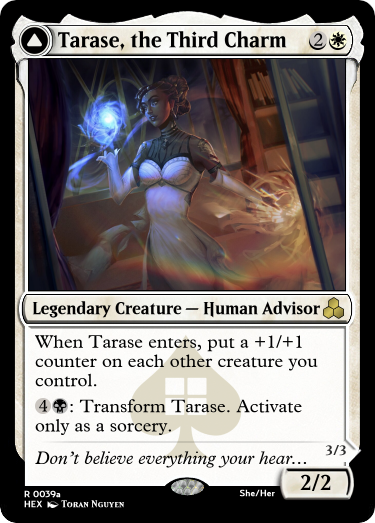 Tarase, the Third Charm 2
Legendary Creature — Human Advisor
When Tarase enters, put a +1/+1
counter on each other creature you
control.
4: Transform Tarase. Activate
only as a sorcery.
Don't believe everything your hear...
3/3
2/2
R 0039a
HEX Toran Nguyen
She/Her